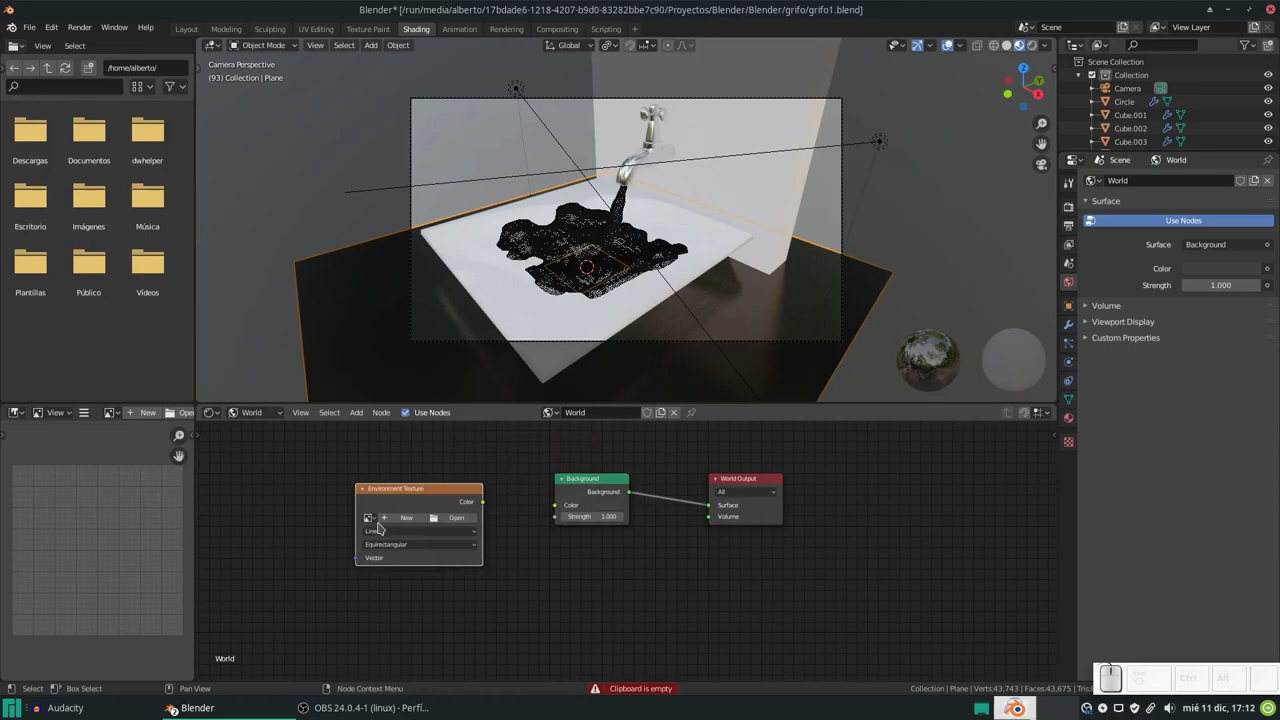 Blender* [/run/media/alberto/17bdade6-1218-4207-b9d0-83282bbe7c90/Proyectos/Blender/Blender/grifo/grifo1.blend]
File Edit Render Window Help Layout Modeling Sculpting UV Editing Texture Paint Shading Animation Rendering Compositing Scripting Scene View Layer
View Select Object Mode View Select Add Object Global
/home/alberto/
Camera Perspective
(93) Collection | Plane
Scene Collection
Collection
Camera
Circle
Cube.001
Cube.002
Cube.003
Descargas Documentos dwhelper
Escritorio Imágenes Música
Plantillas Público Vídeos
X
Y
Z
Scene World
World
Surface
Use Nodes
Surface Background
Color
Strength 1.000
Volume
Viewport Display
Custom Properties
View New Open World View Select Add Node Use Nodes World
Environment Texture
Color
New Open
Linear
Equirectangular
Vector
Background
Background
Color
Strength 1.000
World Output
All
Surface
Volume
World
Select Box Select Pan View Node Context Menu Clipboard is empty Collection | Plane Verts:43,743 Faces:43,675 Tris:
Ctrl Alt
Audacity Blender OBS 24.0.4-1 (linux) - Perfí... mié 11 dic, 17:12